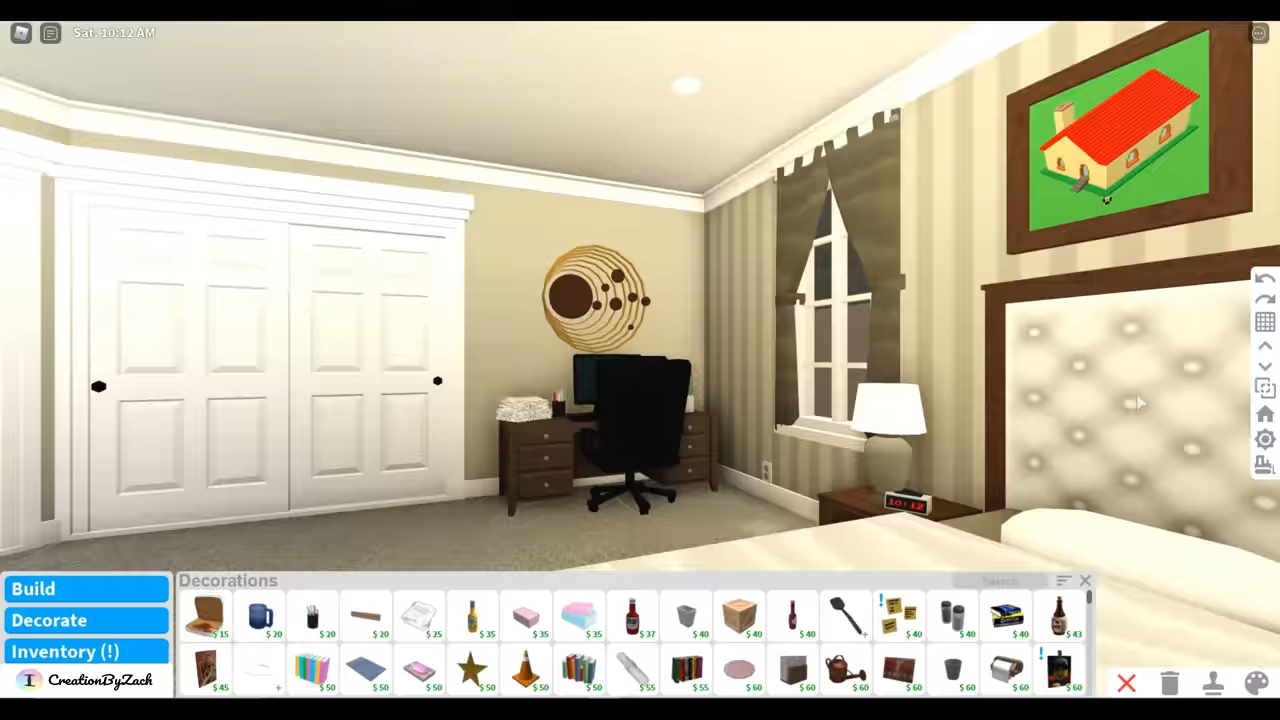 Sat. 10:12 AM
10:12
Build
Decorate
Inventory (!)
Decorations
Search
$ 15 $ 20 $ 20 $ 20 $ 25 $ 35 $ 35 $ 35 $ 37 $ 40 $ 40 $ 40 + ! $ 40 $ 40 $ 40 $ 43
$ 45 + $ 50 $ 50 $ 50 $ 50 $ 50 $ 50 $ 55 $ 55 $ 60 $ 60 $ 60 $ 60 $ 60 $ 60 ! $ 60
I CreationByZach